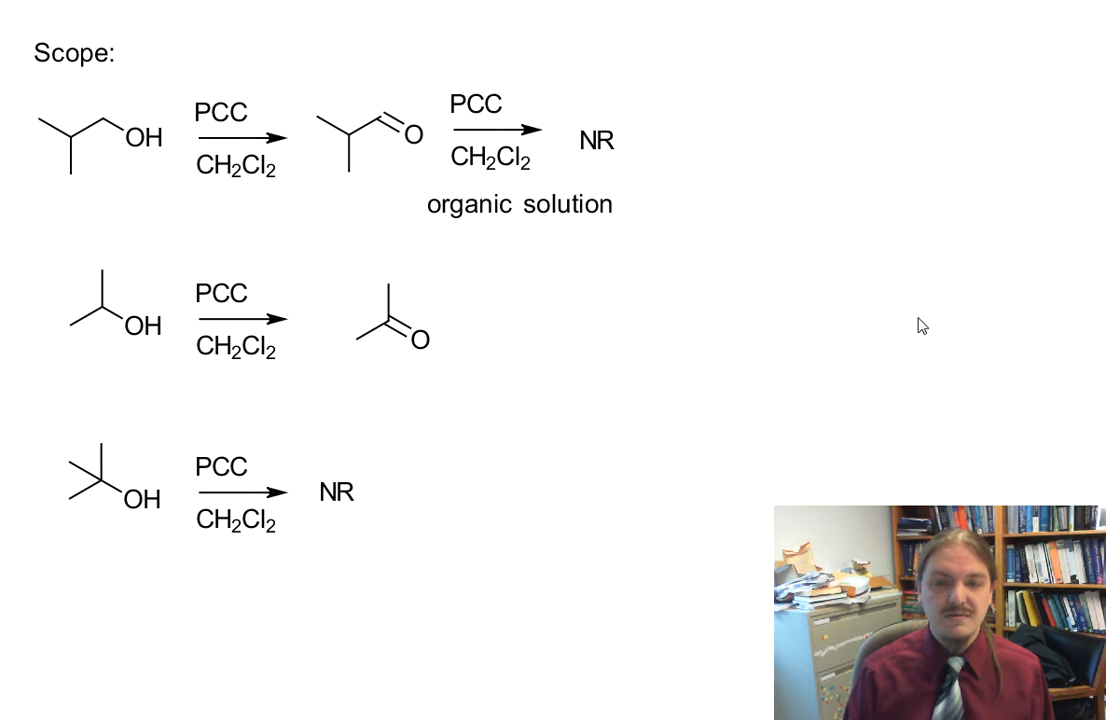 Scope:
PCC
PCC
OH
O
NR
CH₂Cl₂
CH₂Cl₂
organic solution
PCC
OH
O
CH₂Cl₂
PCC
OH
NR
CH₂Cl₂